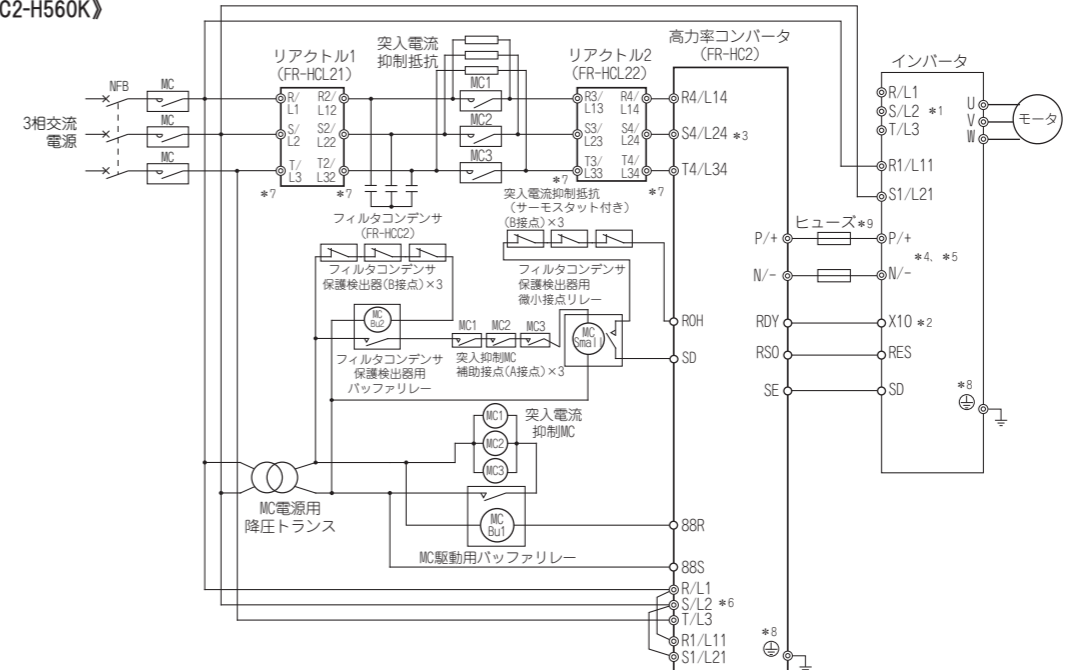 C2-H560K》
高力率コンバータ
(FR-HC2)
インバータ
突入電流
抑制抵抗
リアクトル1
(FR-HCL21)
リアクトル2
(FR-HCL22)
NFB
MC
MC
MC
3相交流
電源
R/
L1
R2/
L12
S/
L2
S2/
L22
T/
L3
T2/
L32
*7
*7
MC1
MC2
MC3
R3/
L13
R4/
L14
S3/
L23
S4/
L24
T3/
L33
T4/
L34
*7
*7
R4/L14
S4/L24 *3
T4/L34
R/L1
S/L2 *1
T/L3
U
V
W
モータ
R1/L11
S1/L21
フィルタコンデンサ
(FR-HCC2)
突入電流抑制抵抗
(サーモスタット付き)
(B接点)×3
ヒューズ*9
P/+
P/+
*4、*5
N/-
N/-
フィルタコンデンサ
保護検出器(B接点)×3
フィルタコンデンサ
保護検出器用
微小接点リレー
MC
Bu2
MC1
MC2
MC3
MC
Small
ROH
SD
RDY
X10 *2
RSO
RES
SE
SD
*8
フィルタコンデンサ
保護検出器用
バッファリレー
突入抑制MC
補助接点(A接点)×3
MC1
MC2
MC3
突入電流
抑制MC
MC電源用
降圧トランス
MC
Bu1
MC駆動用バッファリレー
88R
88S
R/L1
S/L2 *6
T/L3
R1/L11
S1/L21
*8